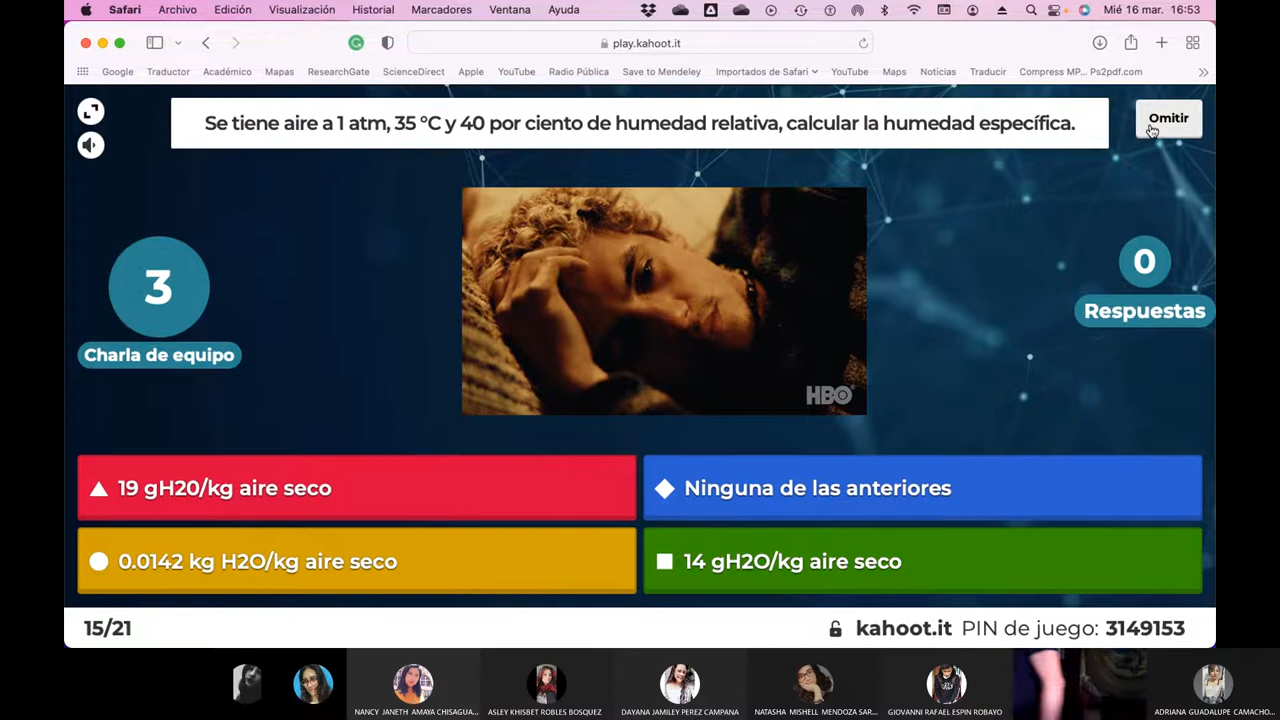 Safari Archivo Edición Visualización Historial Marcadores Ventana Ayuda Mié 16 mar. 16:53
play.kahoot.it
Google Traductor Académico Mapas ResearchGate ScienceDirect Apple YouTube Radio Pública Save to Mendeley Importados de Safari YouTube Maps Noticias Traducir Compress MP... Ps2pdf.com
Se tiene aire a 1 atm, 35 °C y 40 por ciento de humedad relativa, calcular la humedad específica.
Omitir
3
Charla de equipo
0
Respuestas
HBO
19 gH20/kg aire seco
Ninguna de las anteriores
0.0142 kg H2O/kg aire seco
14 gH2O/kg aire seco
15/21
kahoot.it PIN de juego: 3149153
NANCY JANETH AMAYA CHISAGUA... ASLEY KHISBET ROBLES BOSQUEZ DAYANA JAMILEY PEREZ CAMPANA NATASHA MISHELL MENDOZA SAR... GIOVANNI RAFAEL ESPIN ROBAYO ADRIANA GUADALUPE CAMACHO...